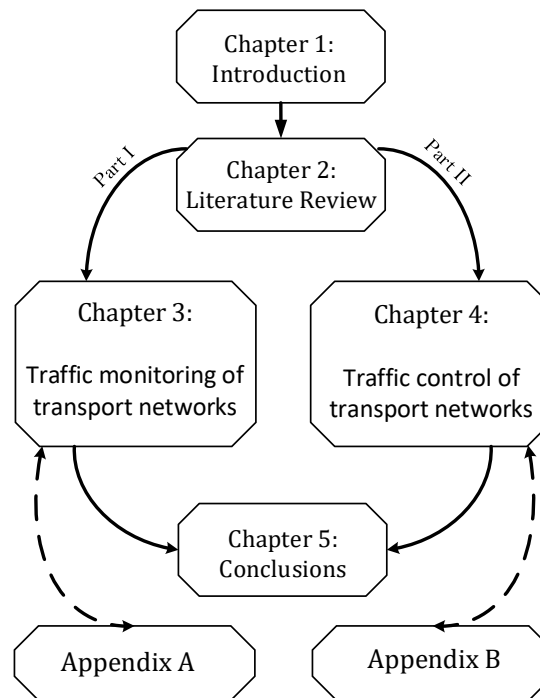 Chapter 1:
Introduction
Part I
Part II
Chapter 2:
Literature Review
Chapter 3:
Traffic monitoring of
transport networks
Chapter 4:
Traffic control of
transport networks
Chapter 5:
Conclusions
Appendix A
Appendix B